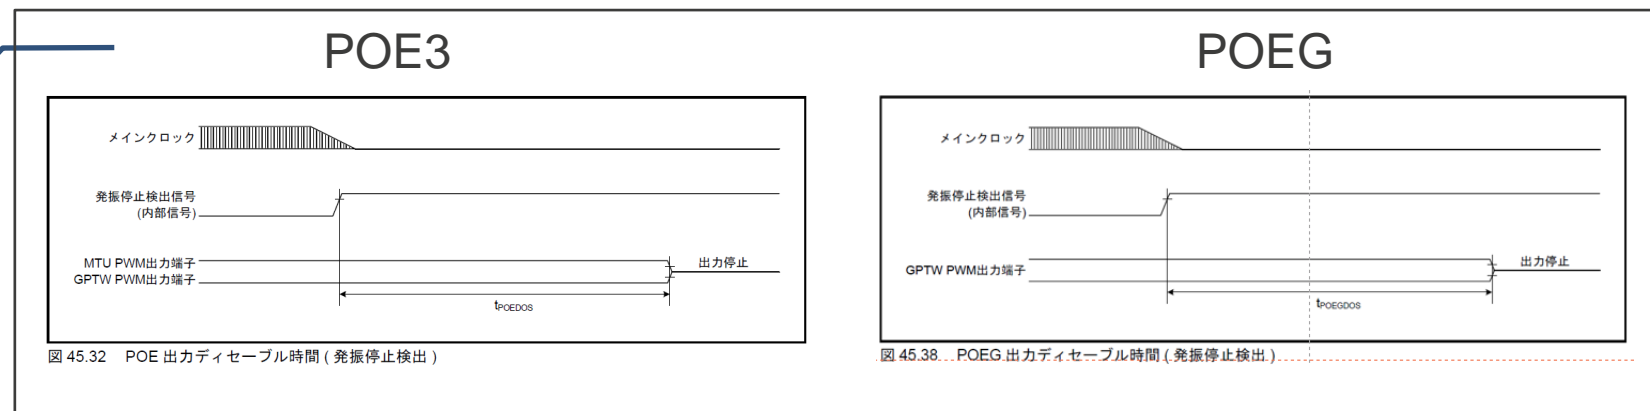 POE3
メインクロック
発振停止検出信号
(内部信号)
MTU PWM出力端子
GPTW PWM出力端子
出力停止
tPOEDOS
図 45.32 POE 出力ディセーブル時間 ( 発振停止検出 )
POEG
メインクロック
発振停止検出信号
(内部信号)
GPTW PWM出力端子
出力停止
tPOEGDOS
図 45.38 POEG 出力ディセーブル時間 ( 発振停止検出 )